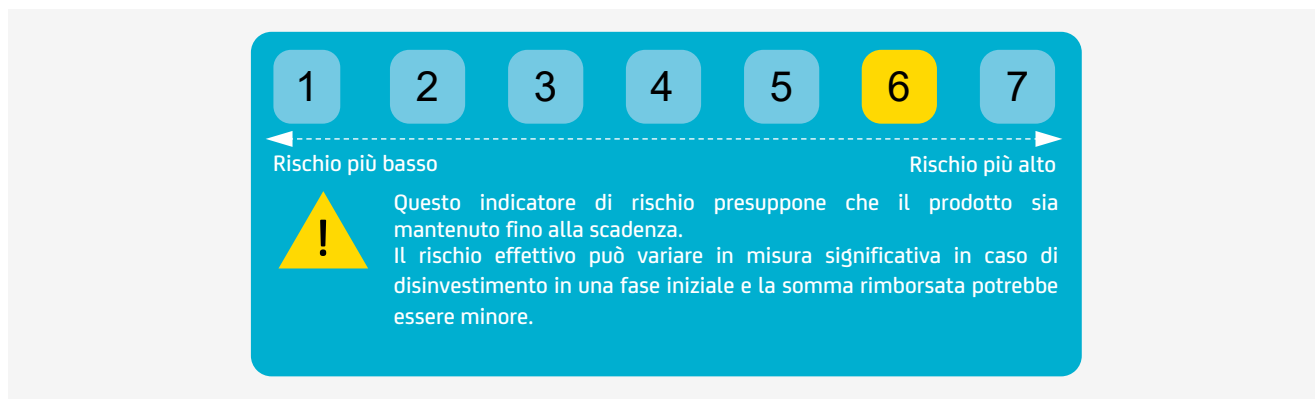 1 2 3 4 5 6 7
Rischio più basso Rischio più alto
!
Questo indicatore di rischio presuppone che il prodotto sia
mantenuto fino alla scadenza.
Il rischio effettivo può variare in misura significativa in caso di
disinvestimento in una fase iniziale e la somma rimborsata potrebbe
essere minore.